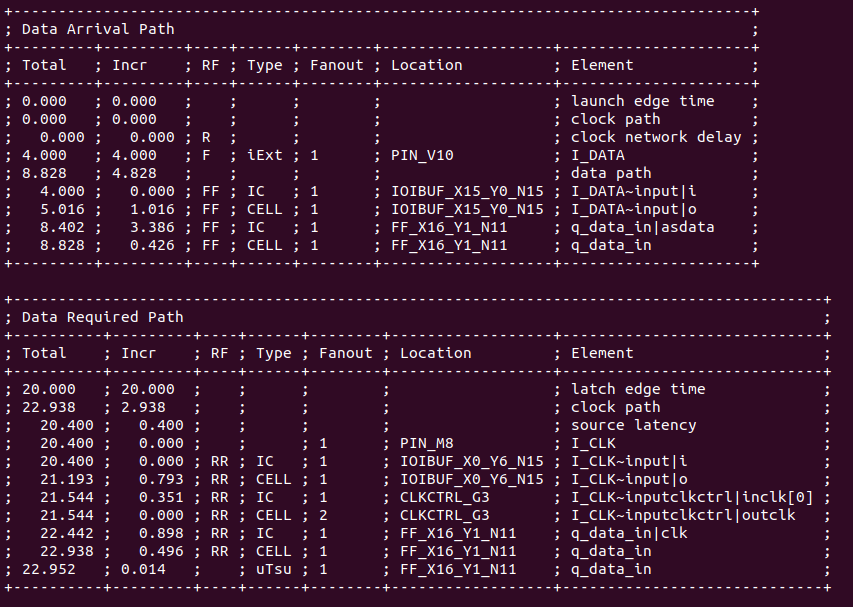 +------------------------------------------------------------------------------+
; Data Arrival Path                                                            ;
+---------+---------+----+------+--------+-------------------+---------------------+
; Total   ; Incr    ; RF ; Type ; Fanout ; Location          ; Element             ;
+---------+---------+----+------+--------+-------------------+---------------------+
; 0.000   ; 0.000   ;    ;      ;        ;                   ; launch edge time    ;
; 0.000   ; 0.000   ;    ;      ;        ;                   ; clock path          ;
;   0.000 ;   0.000 ; R  ;      ;        ;                   ; clock network delay ;
; 4.000   ; 4.000   ; F  ; iExt ; 1      ; PIN_V10           ; I_DATA              ;
; 8.828   ; 4.828   ;    ;      ;        ;                   ; data path           ;
;   4.000 ;   0.000 ; FF ; IC   ; 1      ; IOIBUF_X15_Y0_N15 ; I_DATA~input|i      ;
;   5.016 ;   1.016 ; FF ; CELL ; 1      ; IOIBUF_X15_Y0_N15 ; I_DATA~input|o      ;
;   8.402 ;   3.386 ; FF ; IC   ; 1      ; FF_X16_Y1_N11     ; q_data_in|asdata    ;
;   8.828 ;   0.426 ; FF ; CELL ; 1      ; FF_X16_Y1_N11     ; q_data_in           ;
+---------+---------+----+------+--------+-------------------+---------------------+
+------------------------------------------------------------------------------------------+
; Data Required Path                                                                       ;
+----------+---------+----+------+--------+-------------------+----------------------------+
; Total    ; Incr    ; RF ; Type ; Fanout ; Location          ; Element                    ;
+----------+---------+----+------+--------+-------------------+----------------------------+
; 20.000   ; 20.000  ;    ;      ;        ;                   ; latch edge time            ;
; 22.938   ; 2.938   ;    ;      ;        ;                   ; clock path                 ;
;   20.400 ;   0.400 ;    ;      ;        ;                   ; source latency             ;
;   20.400 ;   0.000 ;    ;      ; 1      ; PIN_M8            ; I_CLK                      ;
;   20.400 ;   0.000 ; RR ; IC   ; 1      ; IOIBUF_X0_Y6_N15  ; I_CLK~input|i              ;
;   21.193 ;   0.793 ; RR ; CELL ; 1      ; IOIBUF_X0_Y6_N15  ; I_CLK~input|o              ;
;   21.544 ;   0.351 ; RR ; IC   ; 1      ; CLKCTRL_G3        ; I_CLK~inputclkctrl|inclk[0] ;
;   21.544 ;   0.000 ; RR ; CELL ; 2      ; CLKCTRL_G3        ; I_CLK~inputclkctrl|outclk  ;
;   22.442 ;   0.898 ; RR ; IC   ; 1      ; FF_X16_Y1_N11     ; q_data_in|clk              ;
;   22.938 ;   0.496 ; RR ; CELL ; 1      ; FF_X16_Y1_N11     ; q_data_in                  ;
; 22.952   ; 0.014   ;    ; uTsu ; 1      ; FF_X16_Y1_N11     ; q_data_in                  ;
+----------+---------+----+------+--------+-------------------+----------------------------+